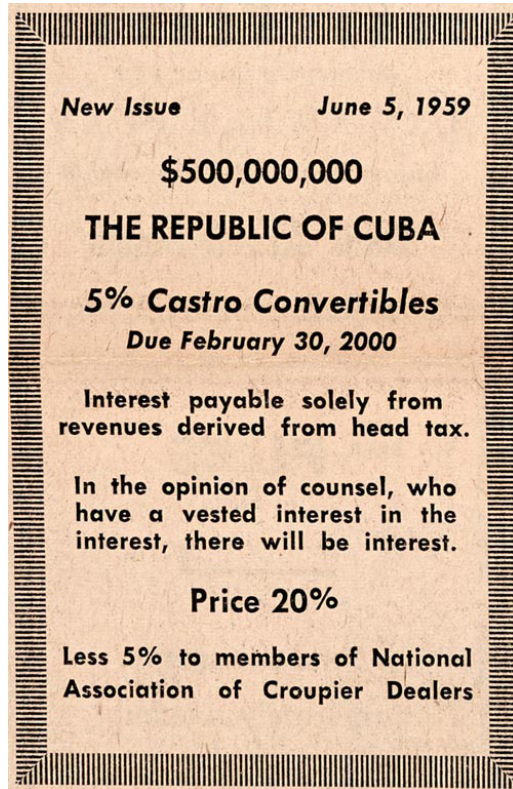 New Issue June 5, 1959
$500,000,000
THE REPUBLIC OF CUBA
5% Castro Convertibles
Due February 30, 2000
Interest payable solely from
revenues derived from head tax.
In the opinion of counsel, who
have a vested interest in the
interest, there will be interest.
Price 20%
Less 5% to members of National
Association of Croupier Dealers